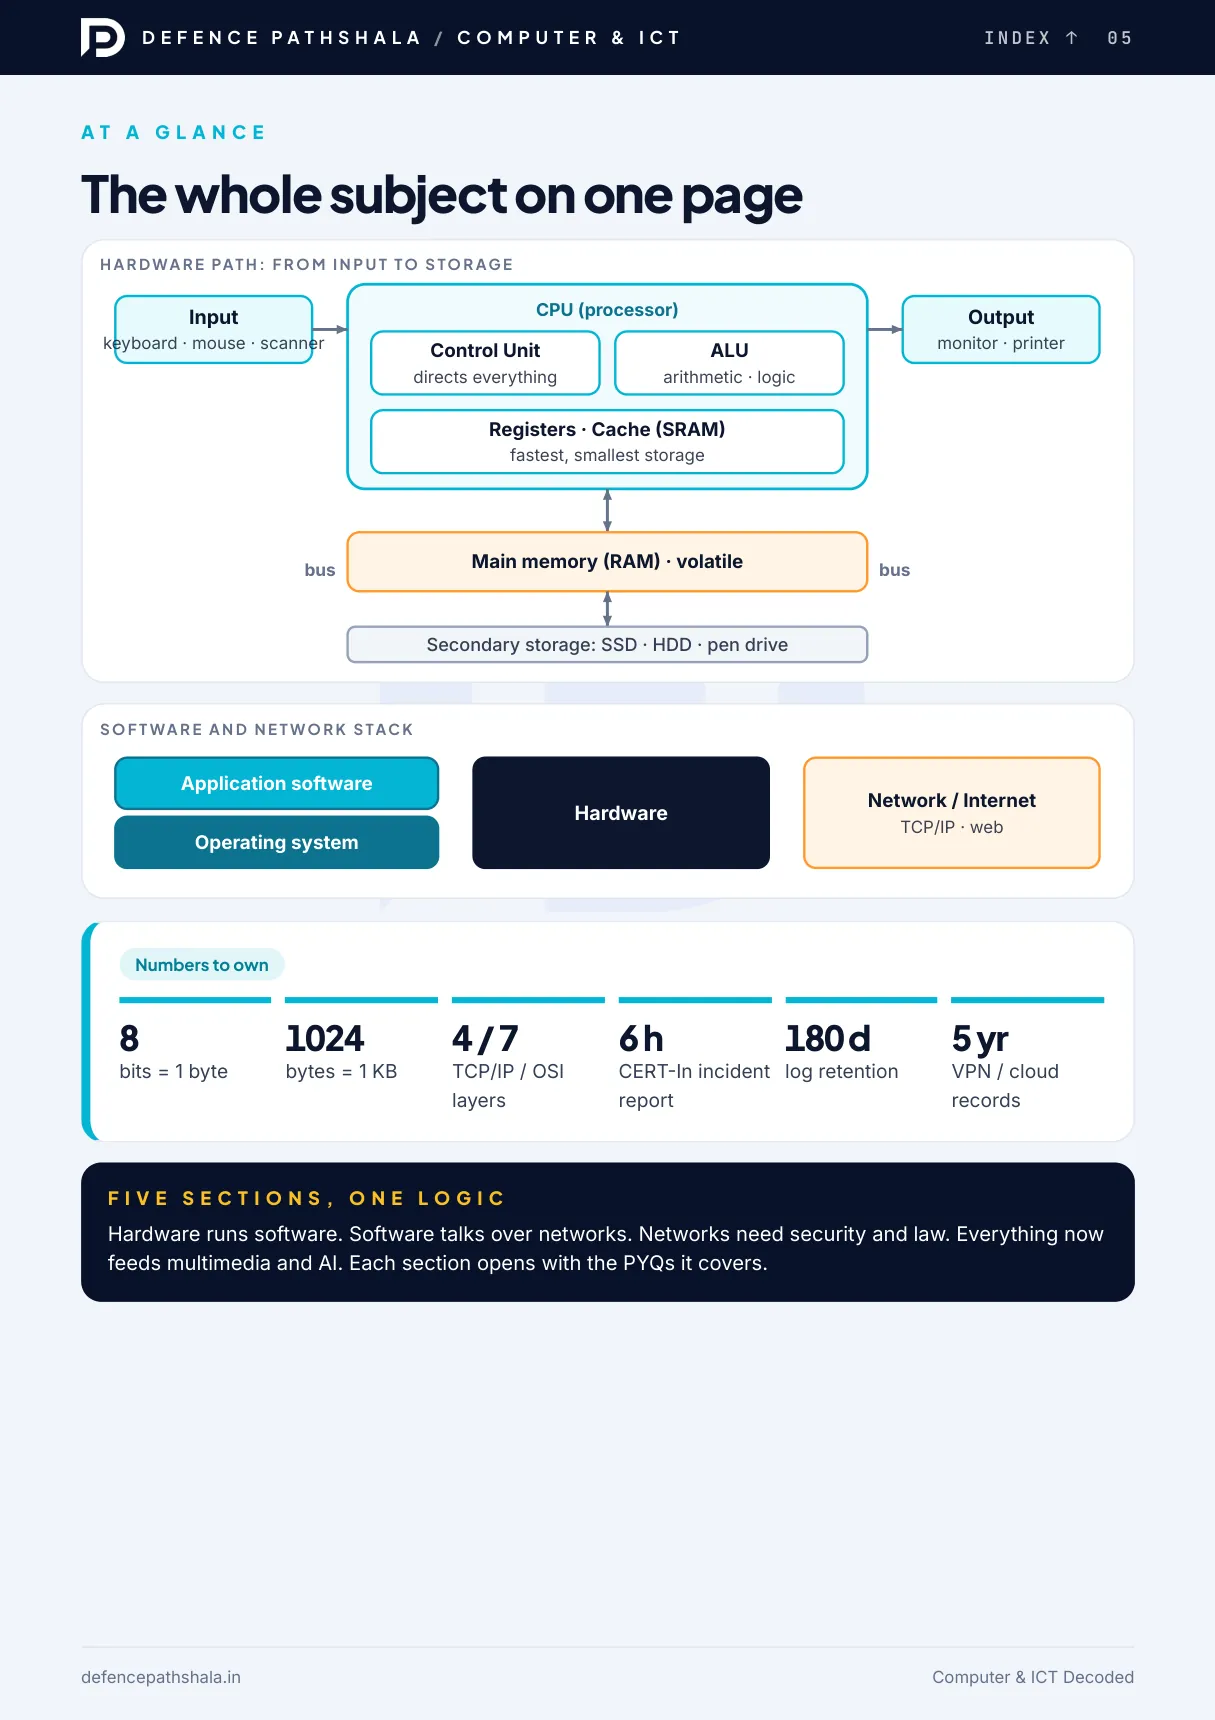 DEFENCE PATHSHALA / COMPUTER & ICT
INDEX ↑ 05
AT A GLANCE
The whole subject on one page
HARDWARE PATH: FROM INPUT TO STORAGE
Input
keyboard · mouse · scanner
CPU (processor)
Control Unit
directs everything
ALU
arithmetic · logic
Registers · Cache (SRAM)
fastest, smallest storage
Output
monitor · printer
bus
Main memory (RAM) · volatile
bus
Secondary storage: SSD · HDD · pen drive
SOFTWARE AND NETWORK STACK
Application software
Operating system
Hardware
Network / Internet
TCP/IP · web
Numbers to own
8
bits = 1 byte
1024
bytes = 1 KB
4 / 7
TCP/IP / OSI
layers
6 h
CERT-In incident
report
180 d
log retention
5 yr
VPN / cloud
records
FIVE SECTIONS, ONE LOGIC
Hardware runs software. Software talks over networks. Networks need security and law. Everything now
feeds multimedia and AI. Each section opens with the PYQs it covers.
defencepathshala.in
Computer & ICT Decoded